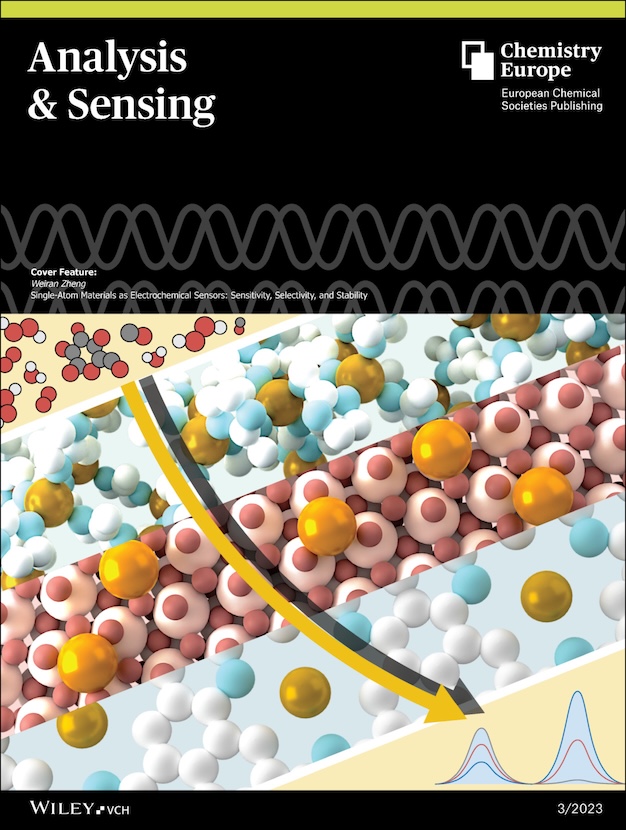 Analysis
& Sensing
Chemistry
Europe
European Chemical
Societies Publishing
Cover Feature:
Weiran Zheng
Single-Atom Materials as Electrochemical Sensors: Sensitivity, Selectivity, and Stability
WILEY-VCH
3/2023